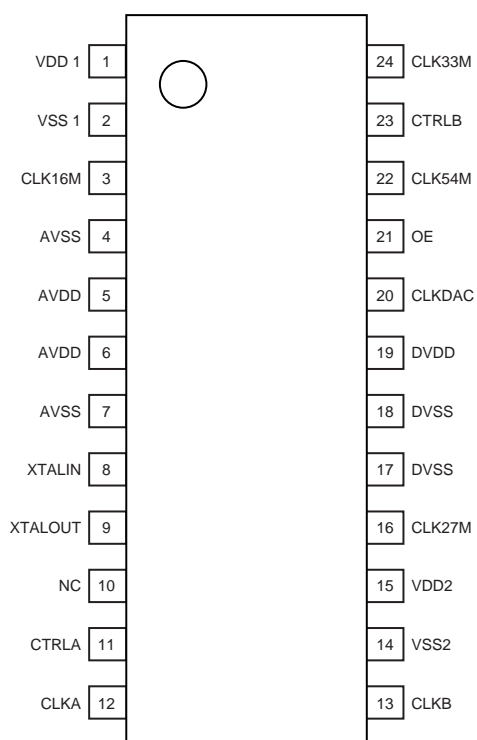 VDD 1 1 24 CLK33M
VSS 1 2 23 CTRLB
CLK16M 3 22 CLK54M
AVSS 4 21 OE
AVDD 5 20 CLKDAC
AVDD 6 19 DVDD
AVSS 7 18 DVSS
XTALIN 8 17 DVSS
XTALOUT 9 16 CLK27M
NC 10 15 VDD2
CTRLA 11 14 VSS2
CLKA 12 13 CLKB